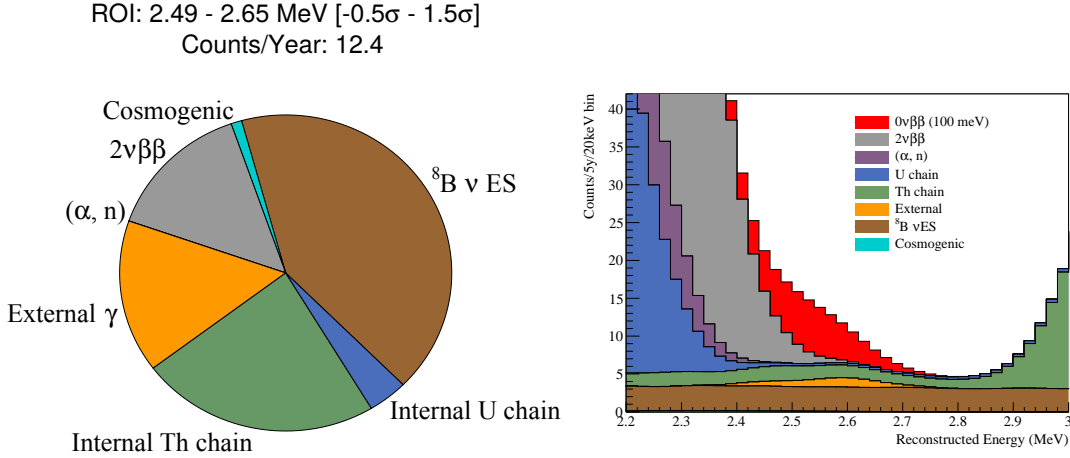 ROI: 2.49 - 2.65 MeV [-0.5σ - 1.5σ]
Counts/Year: 12.4
Cosmogenic
2νββ
(α, n)
External γ
Internal Th chain
Internal U chain
⁸B ν ES
Counts/5y/20keV bin
40
35
30
25
20
15
10
5
0
0νββ (100 meV)
2νββ
(α, n)
U chain
Th chain
External
⁸B νES
Cosmogenic
2.2 2.3 2.4 2.5 2.6 2.7 2.8 2.9 3
Reconstructed Energy (MeV)